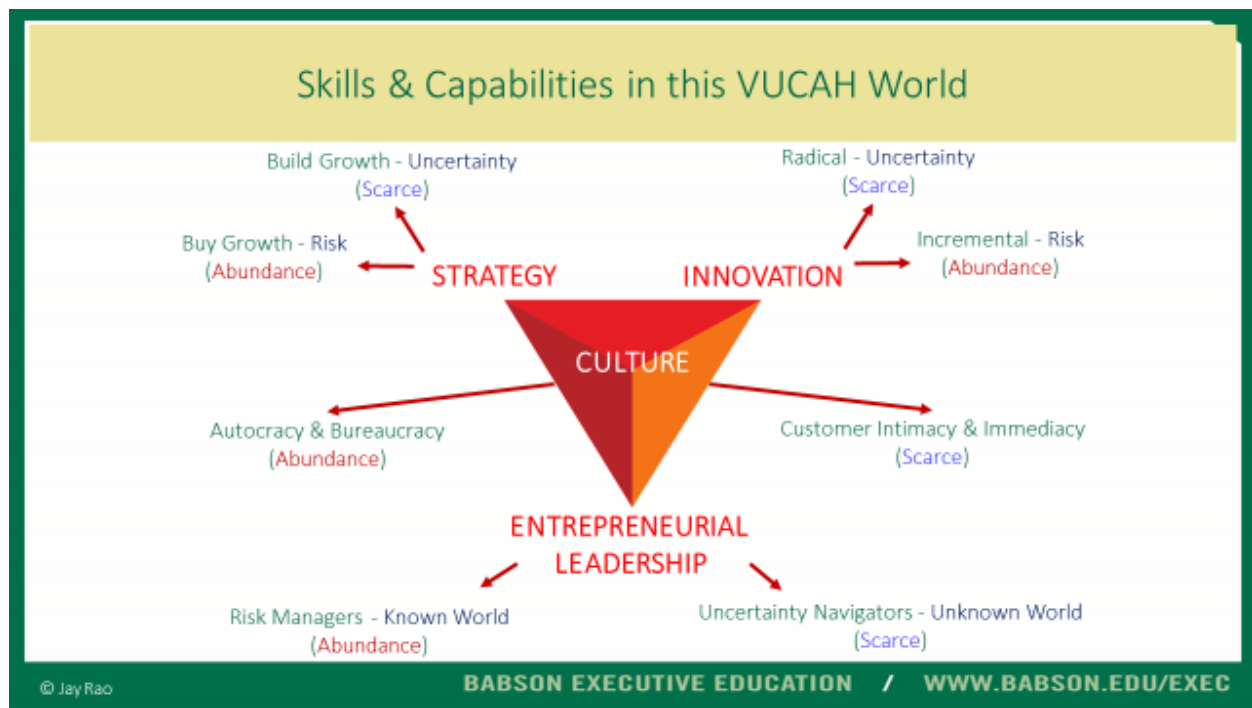 Skills & Capabilities in this VUCAH World
Build Growth - Uncertainty
(Scarce)
Radical - Uncertainty
(Scarce)
Buy Growth - Risk
(Abundance)
Incremental - Risk
(Abundance)
STRATEGY
INNOVATION
CULTURE
Autocracy & Bureaucracy
(Abundance)
Customer Intimacy & Immediacy
(Scarce)
ENTREPRENEURIAL
LEADERSHIP
Risk Managers - Known World
(Abundance)
Uncertainty Navigators - Unknown World
(Scarce)
© Jay Rao
BABSON EXECUTIVE EDUCATION / WWW.BABSON.EDU/EXEC